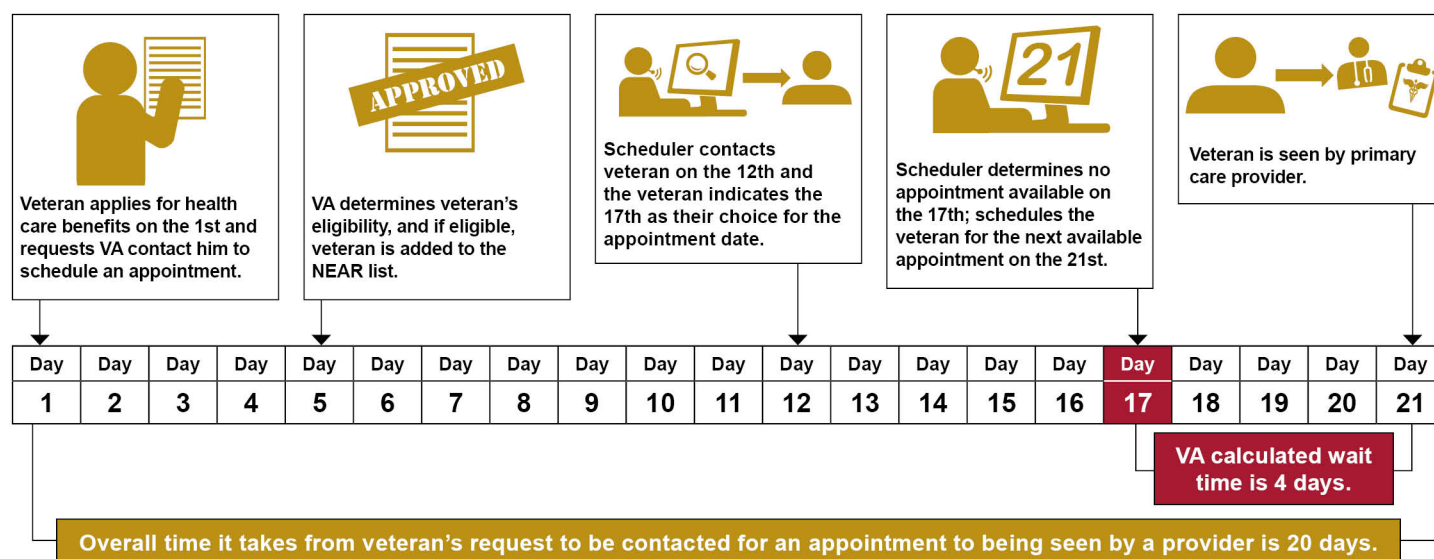 APPROVED
21
Veteran applies for health
care benefits on the 1st and
requests VA contact him to
schedule an appointment.
VA determines veteran's
eligibility, and if eligible,
veteran is added to the
NEAR list.
Scheduler contacts
veteran on the 12th and
the veteran indicates the
17th as their choice for the
appointment date.
Scheduler determines no
appointment available on
the 17th; schedules the
veteran for the next available
appointment on the 21st.
Veteran is seen by primary
care provider.
Day Day Day Day Day Day Day Day Day Day Day Day Day Day Day Day Day Day Day Day Day
1 2 3 4 5 6 7 8 9 10 11 12 13 14 15 16 17 18 19 20 21
VA calculated wait
time is 4 days.
Overall time it takes from veteran's request to be contacted for an appointment to being seen by a provider is 20 days.